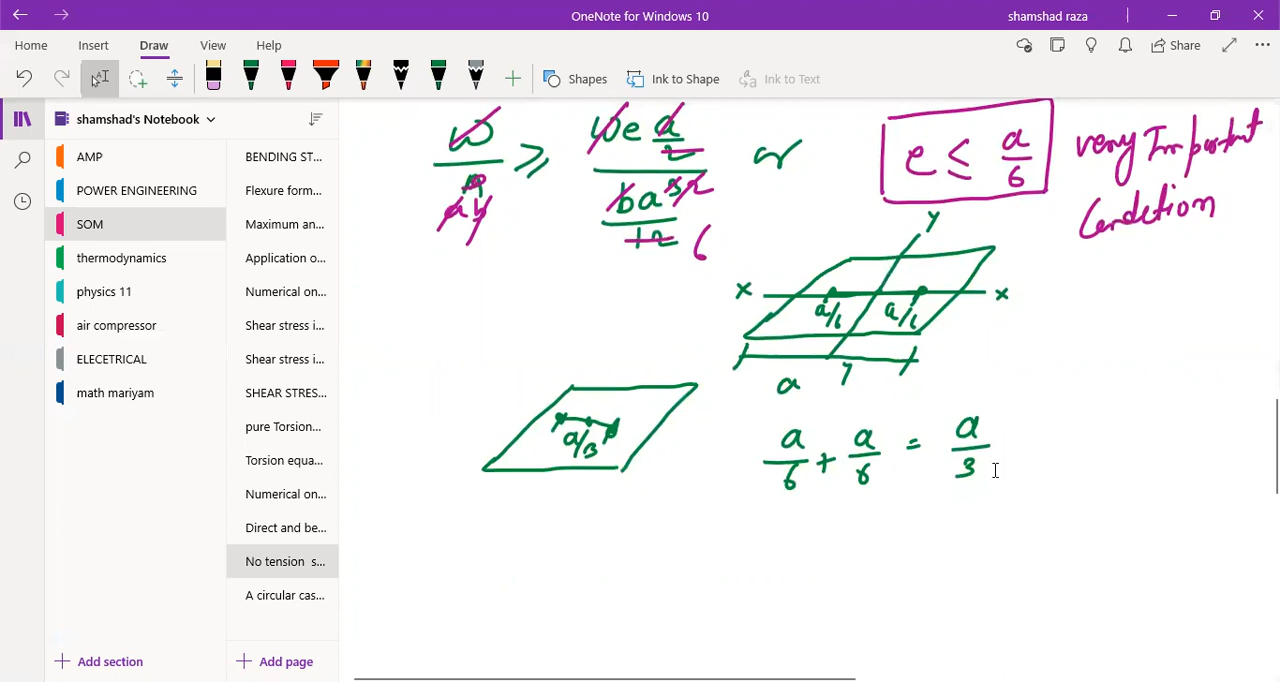 OneNote for Windows 10
shamshad raza
Home Insert Draw View Help
Share
Shapes
Ink to Shape
Ink to Text
shamshad's Notebook
AMP
POWER ENGINEERING
SOM
thermodynamics
physics 11
air compressor
ELECETRICAL
math mariyam
Add section
BENDING ST...
Flexure form...
Maximum an...
Application o...
Numerical on...
Shear stress i...
Shear stress i...
SHEAR STRES...
pure Torsion...
Torsion equa...
Numerical on...
Direct and be...
No tension s...
A circular cas...
Add page
≥ or e ≤ a/6
very Important
Condition
y
x x
a/6 a/6
a y
a/3
a/6 + a/6 = a/3